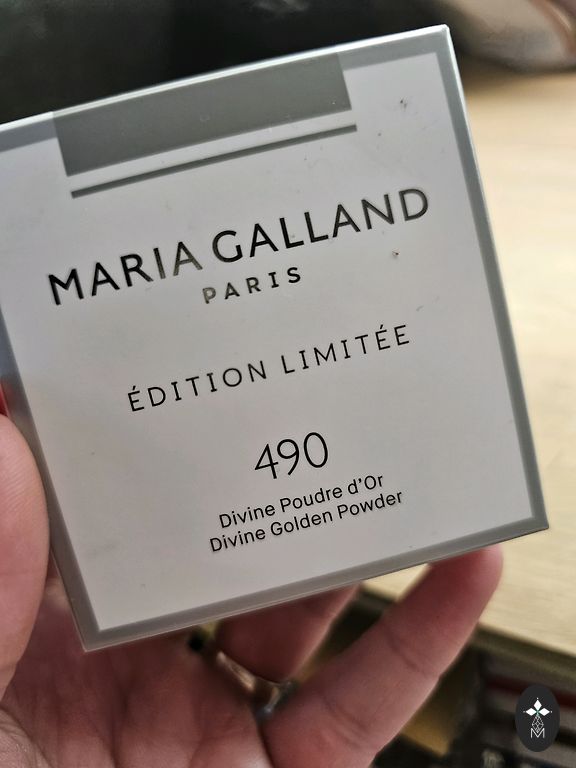 MARIA GALLAND
PARIS
ÉDITION LIMITÉE
490
Divine Poudre d'Or
Divine Golden Powder